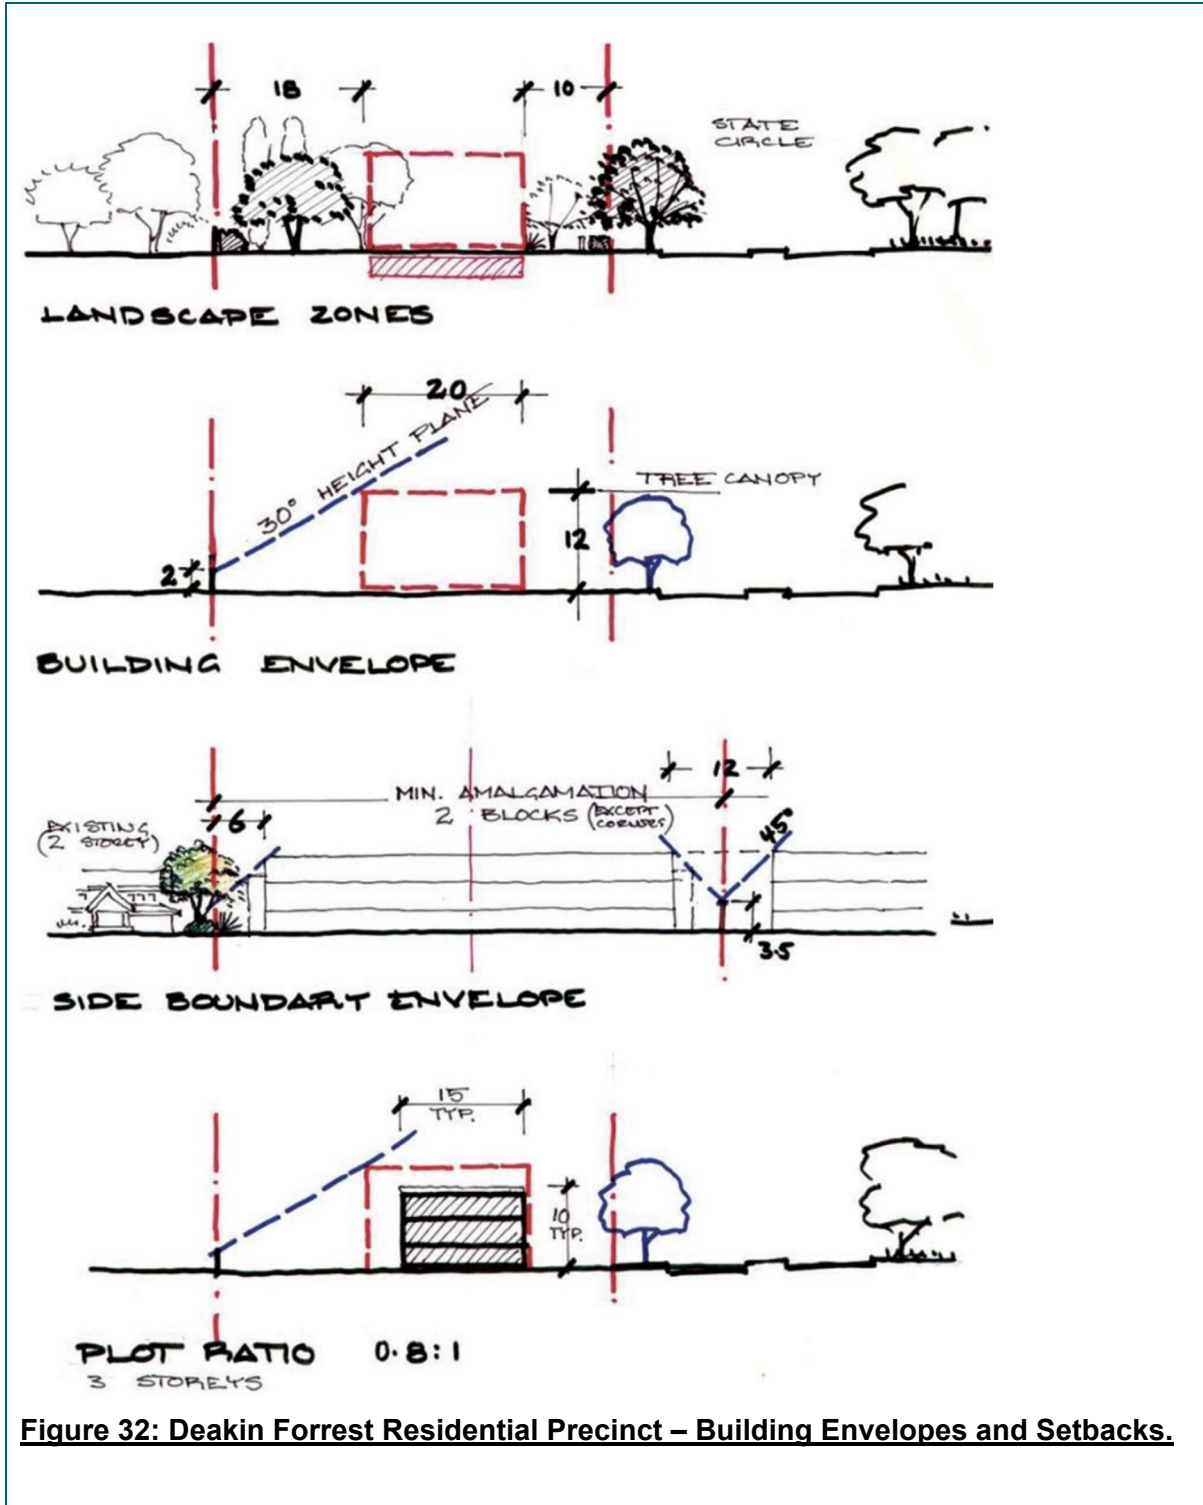 18
10
STATE
CIRCLE
LANDSCAPE ZONES
20
30° HEIGHT PLANE
TREE CANOPY
12
2
BUILDING ENVELOPE
12
MIN. AMALGAMATION
2 BLOCKS (EXCEPT
CORNERS)
6
EXISTING
(2 STOREY)
45°
3.5
SIDE BOUNDARY ENVELOPE
15
TYP.
10
TYP.
PLOT RATIO 0.8:1
3 STOREYS
Figure 32: Deakin Forrest Residential Precinct – Building Envelopes and Setbacks.